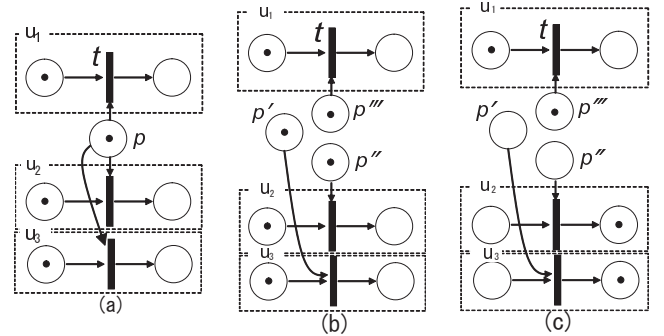 u₁ t p u₂ u₃ (a)
u₁ t p' p''' p'' u₂ u₃ (b)
u₁ t p' p''' p'' u₂ u₃ (c)